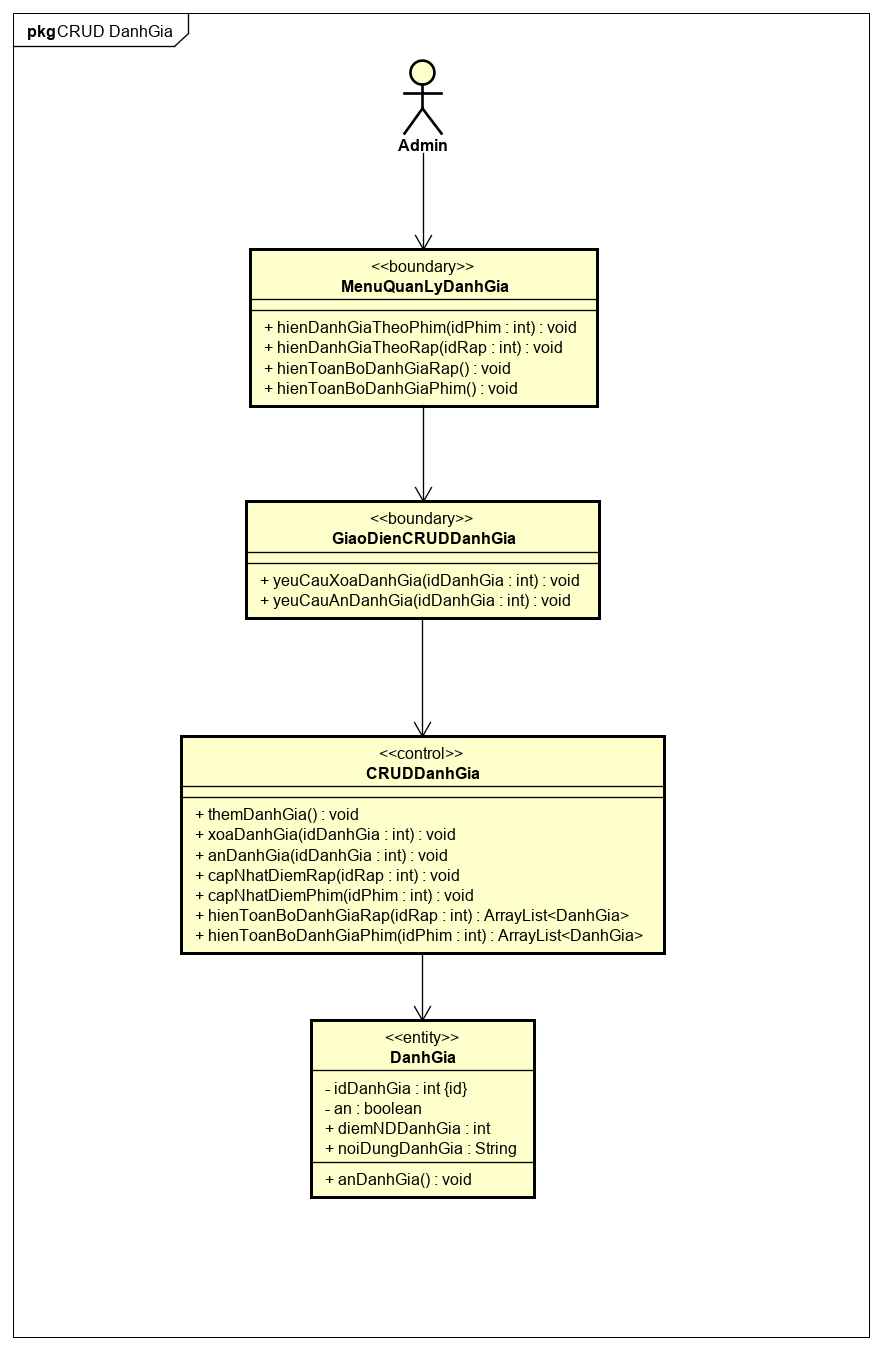 pkg CRUD DanhGia
Admin
<<boundary>>
MenuQuanLyDanhGia
+ hienDanhGiaTheoPhim(idPhim : int) : void
+ hienDanhGiaTheoRap(idRap : int) : void
+ hienToanBoDanhGiaRap() : void
+ hienToanBoDanhGiaPhim() : void
<<boundary>>
GiaoDienCRUDDanhGia
+ yeuCauXoaDanhGia(idDanhGia : int) : void
+ yeuCauAnDanhGia(idDanhGia : int) : void
<<control>>
CRUDDanhGia
+ themDanhGia() : void
+ xoaDanhGia(idDanhGia : int) : void
+ anDanhGia(idDanhGia : int) : void
+ capNhatDiemRap(idRap : int) : void
+ capNhatDiemPhim(idPhim : int) : void
+ hienToanBoDanhGiaRap(idRap : int) : ArrayList<DanhGia>
+ hienToanBoDanhGiaPhim(idPhim : int) : ArrayList<DanhGia>
<<entity>>
DanhGia
- idDanhGia : int {id}
- an : boolean
+ diemNDDanhGia : int
+ noiDungDanhGia : String
+ anDanhGia() : void